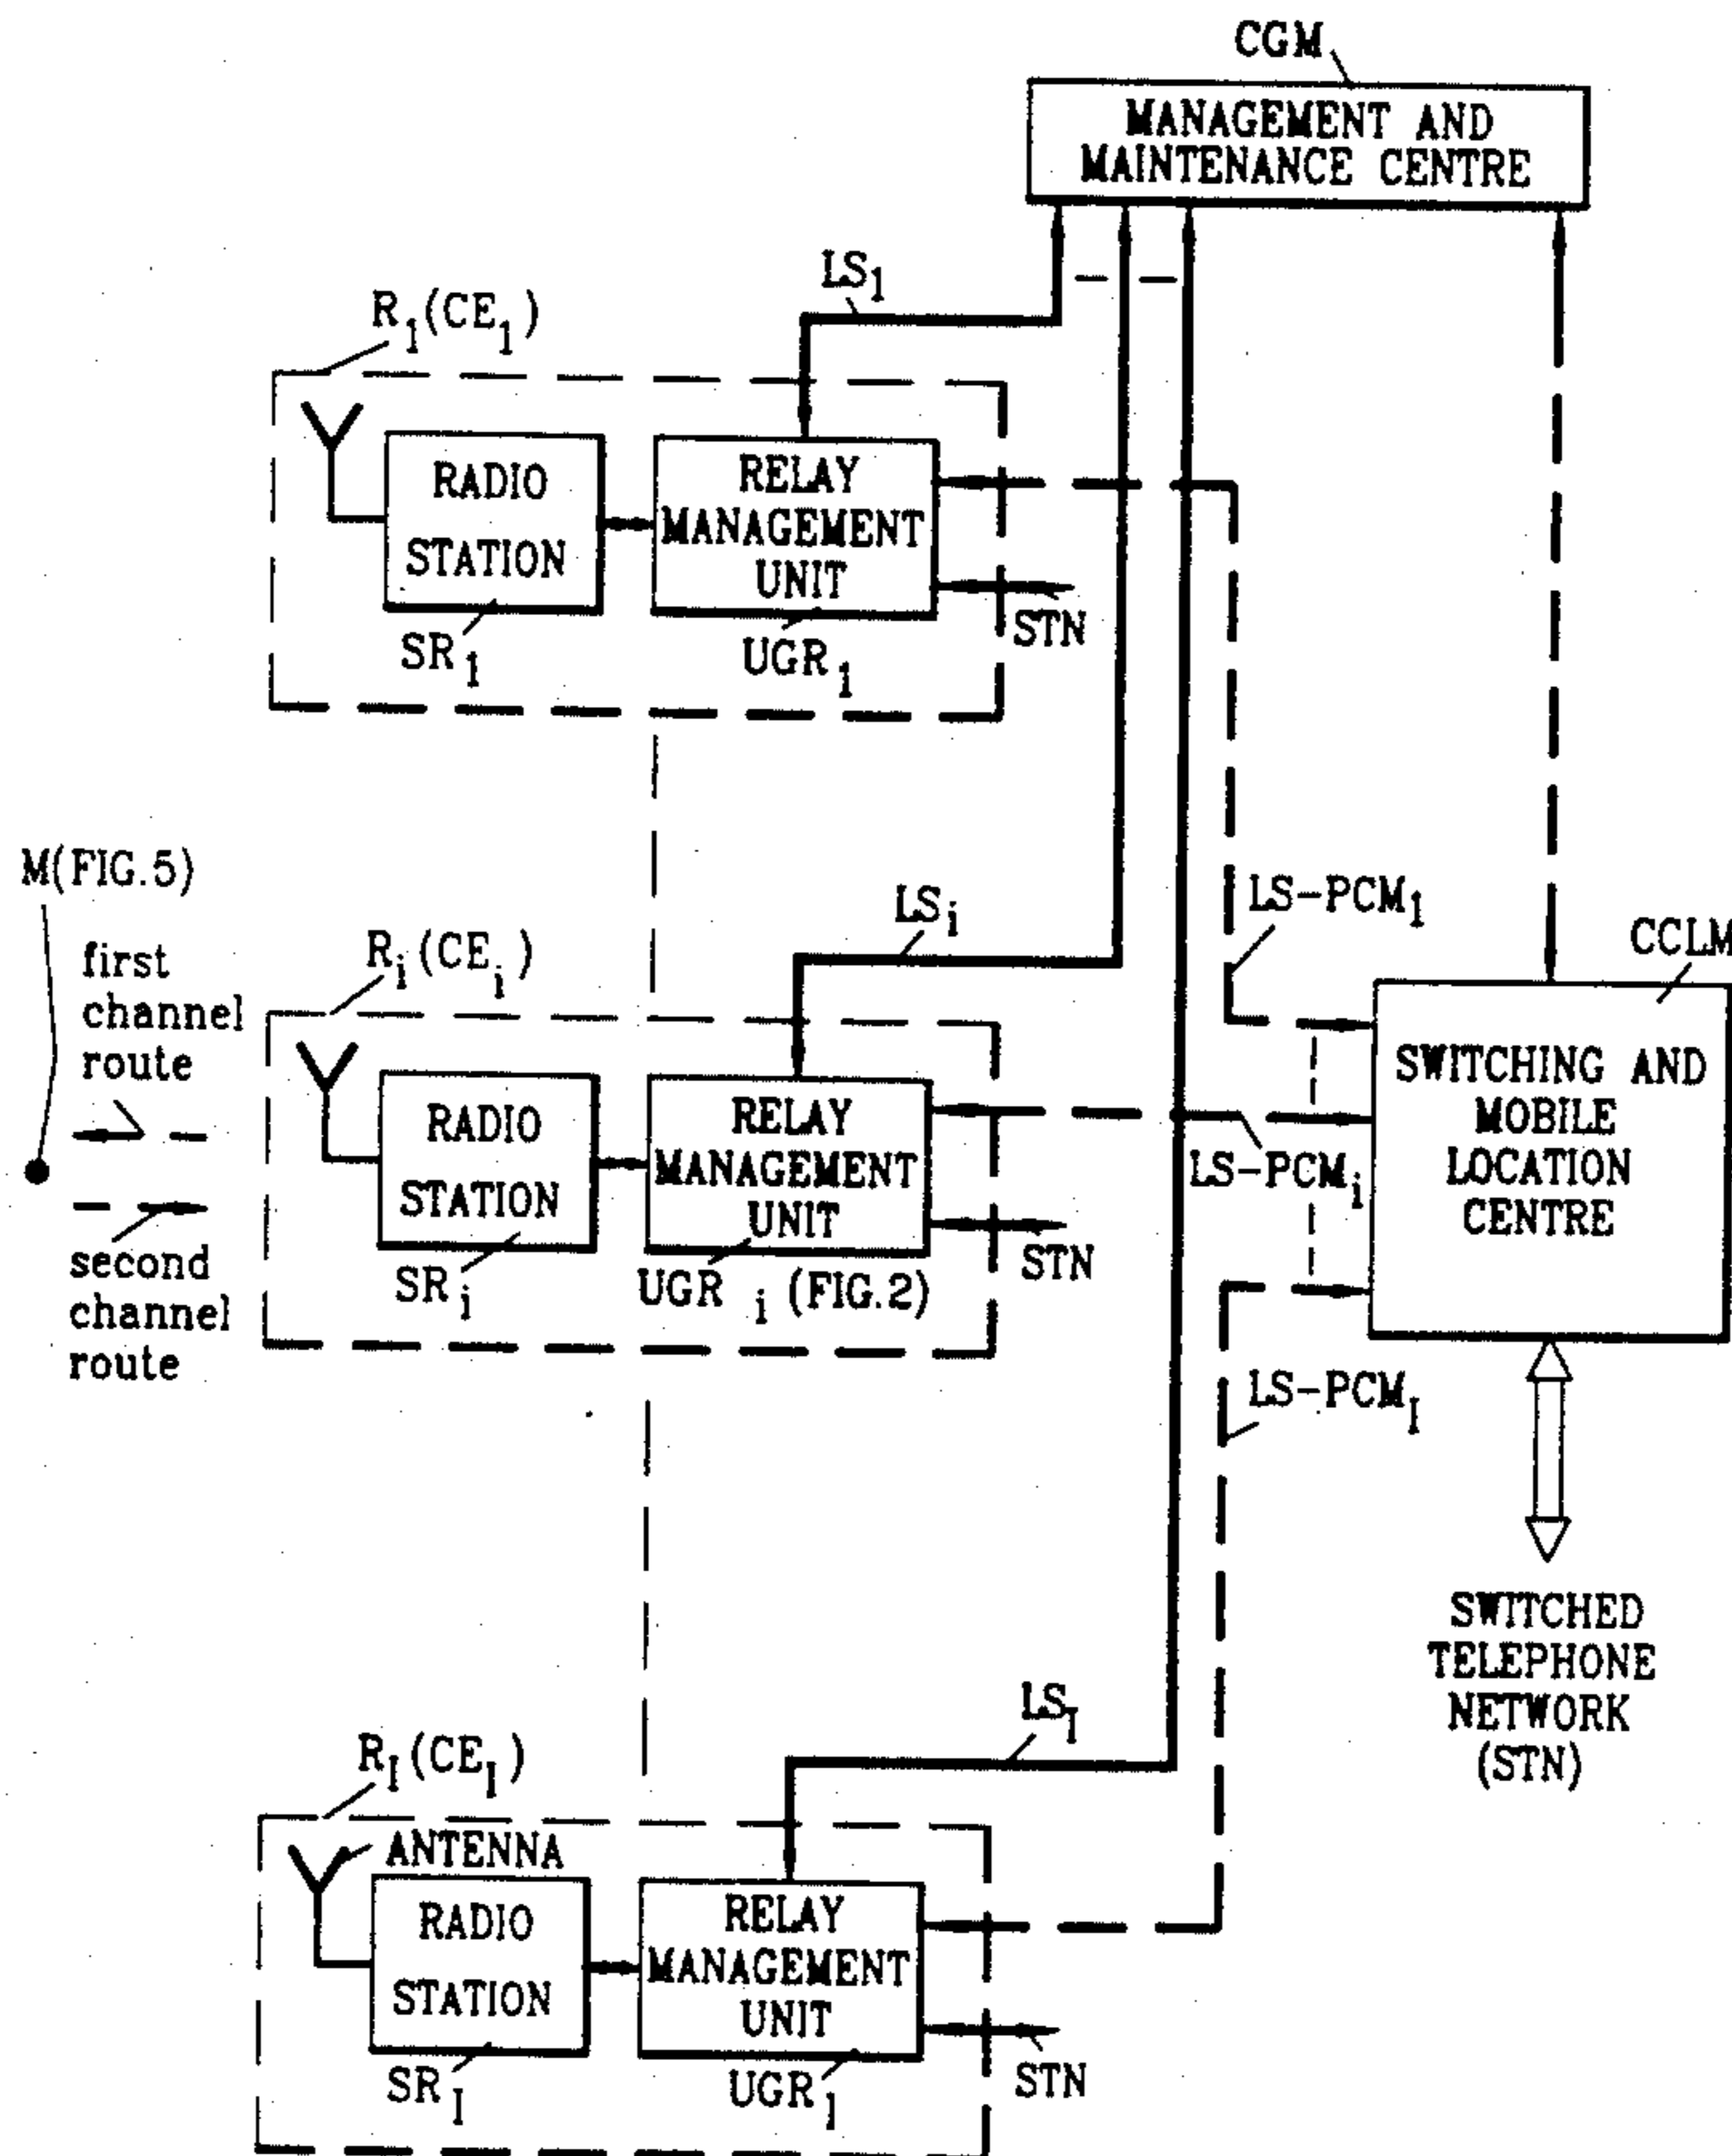 CGM
MANAGEMENT AND
MAINTENANCE CENTRE
LS1
R1(CE1)
RADIO
STATION
RELAY
MANAGEMENT
UNIT
SR1
UGR1
STN
M(FIG.5)
first
channel
route
second
channel
route
LSi
Ri(CEi)
RADIO
STATION
RELAY
MANAGEMENT
UNIT
SRi
UGRi (FIG.2)
STN
LS-PCM1
LS-PCMi
LS-PCMI
CCLM
SWITCHING AND
MOBILE
LOCATION
CENTRE
SWITCHED
TELEPHONE
NETWORK
(STN)
LSI
RI(CEI)
ANTENNA
RADIO
STATION
RELAY
MANAGEMENT
UNIT
SRI
UGR1
STN